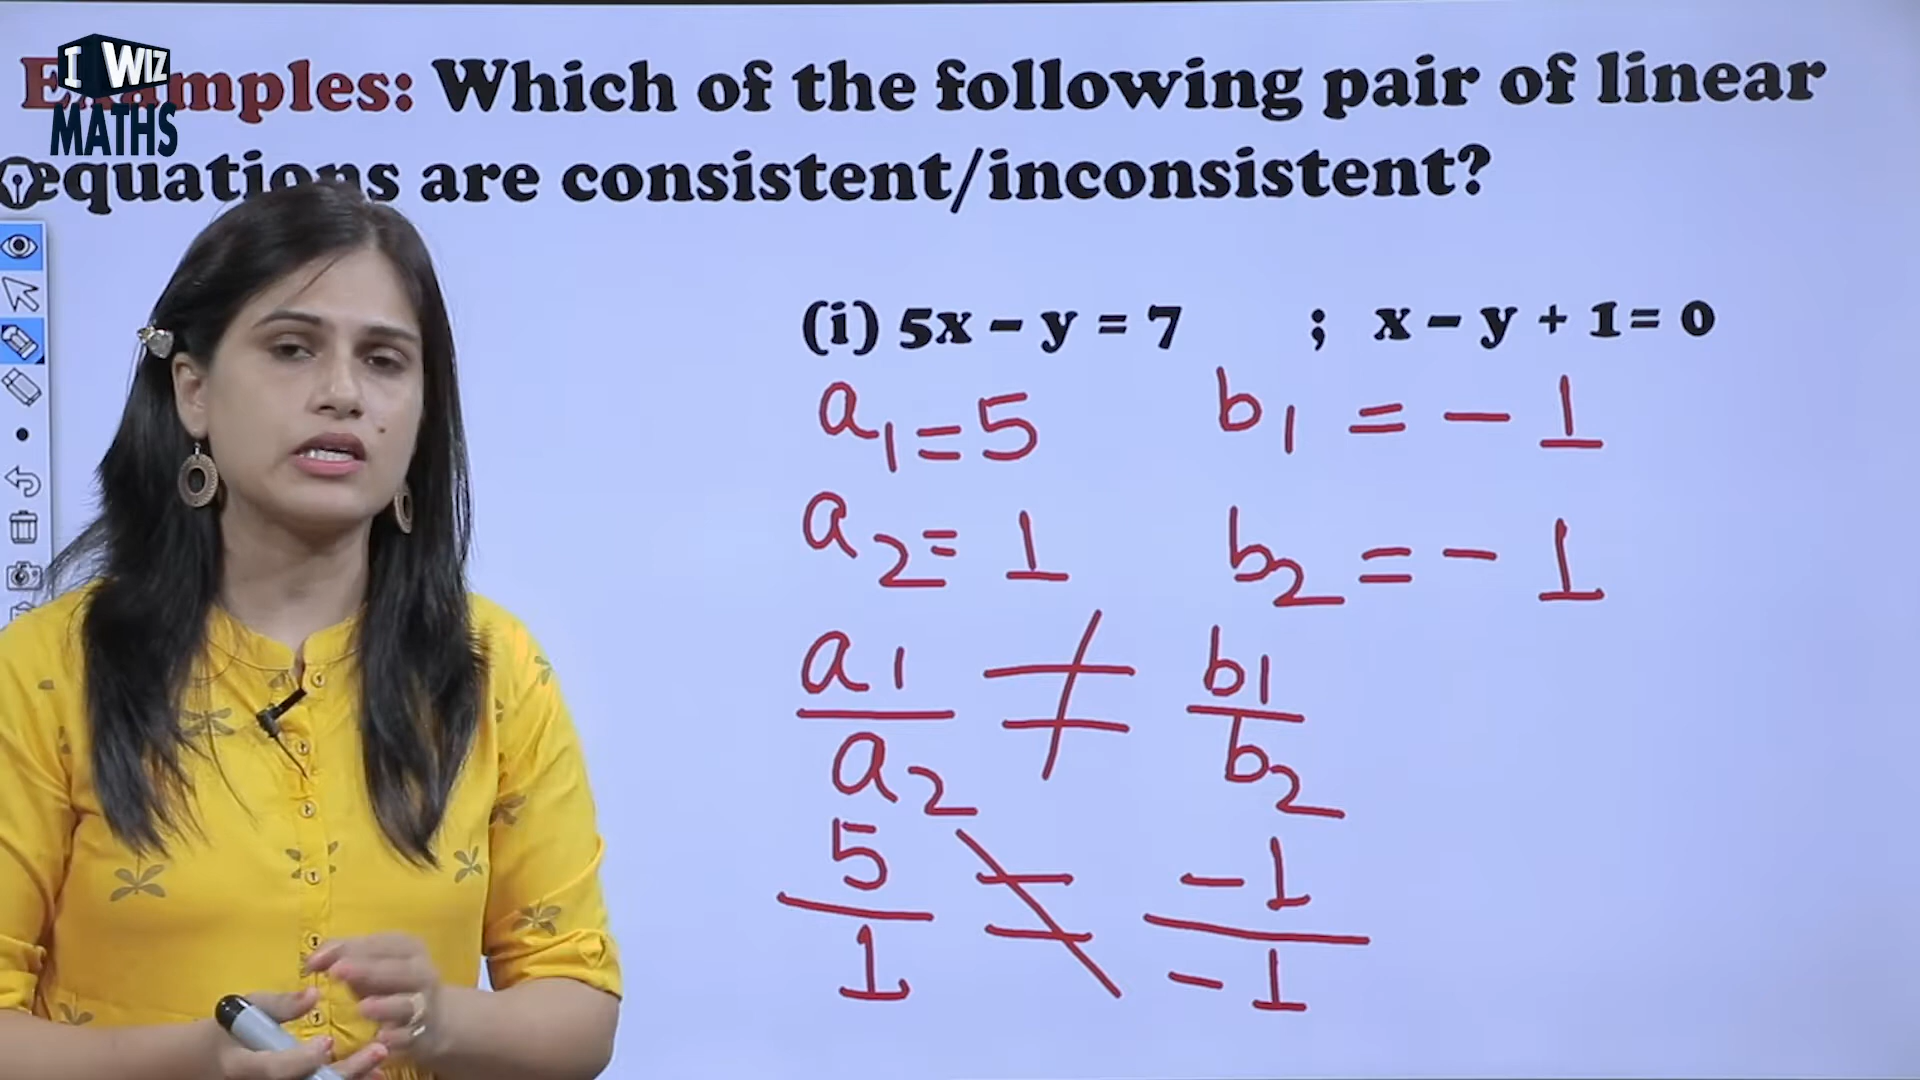 I WIZ
MATHS
Examples: Which of the following pair of linear
equations are consistent/inconsistent?
(i) 5x – y = 7 ; x – y + 1 = 0
a₁ = 5 b₁ = - 1
a₂ = 1 b₂ = - 1
a1/a2 ≠ b1/b2
5/1 ≠ -1/-1